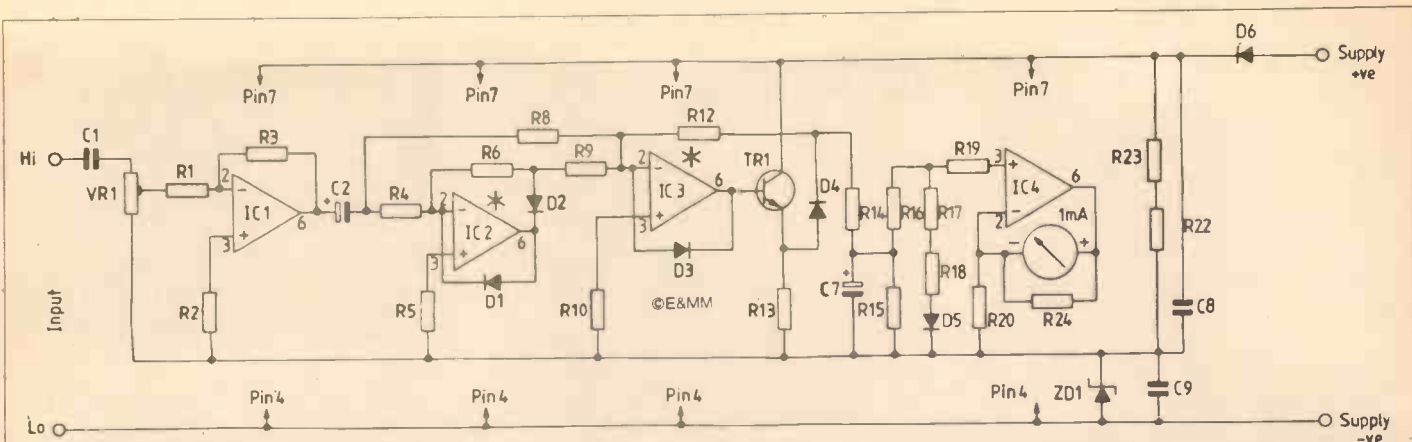 D6
Supply
+ve
Pin7
Pin7
Pin7
Pin7
R8
R12
C1
Hi
R3
R6
R9
TR1
D4
R19
R23
VR1
R1
C2
+
R4
D2
R14
R16
R17
1mA
2
-
IC1
6
+
3
2
-
*
IC2
6
+
3
2
-
*
IC3
6
+
3
3
+
IC4
6
-
2
-
+
R22
R18
D1
D3
+
C7
Input
R2
R5
R10
©E&MM
R13
R15
D5
R20
R24
C8
Pin4
Pin4
Pin4
Pin4
ZD1
C9
Lo
Supply
-ve